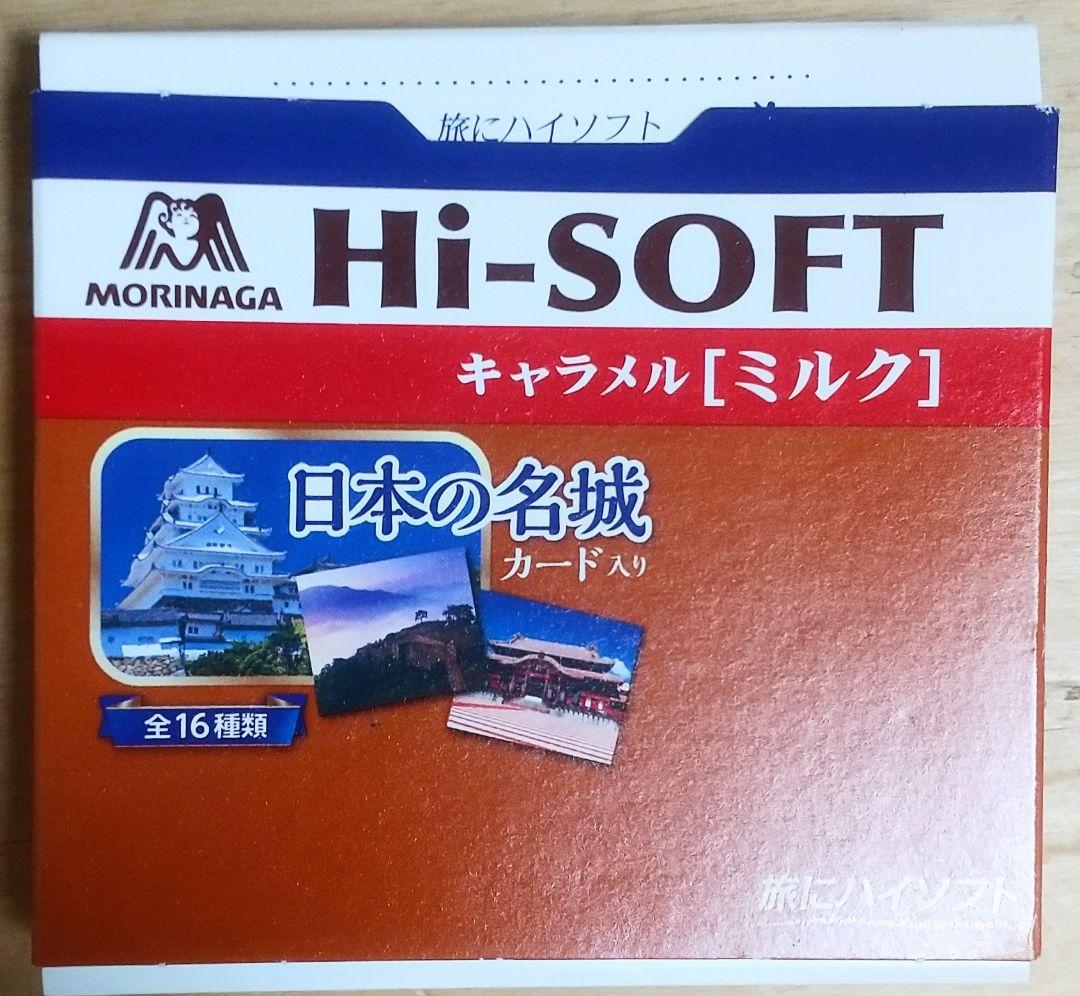 旅にハイソフト
MORINAGA
Hi-SOFT
キャラメル[ミルク]
日本の名城
カード入り
全16種類
旅にハイソフト